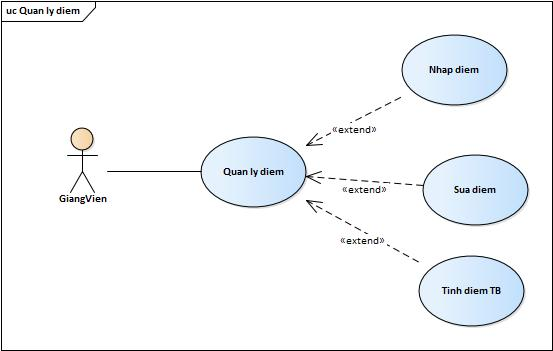 uc Quan ly diem
Nhap diem
«extend»
GiangVien
Quan ly diem
«extend»
Sua diem
«extend»
Tinh diem TB